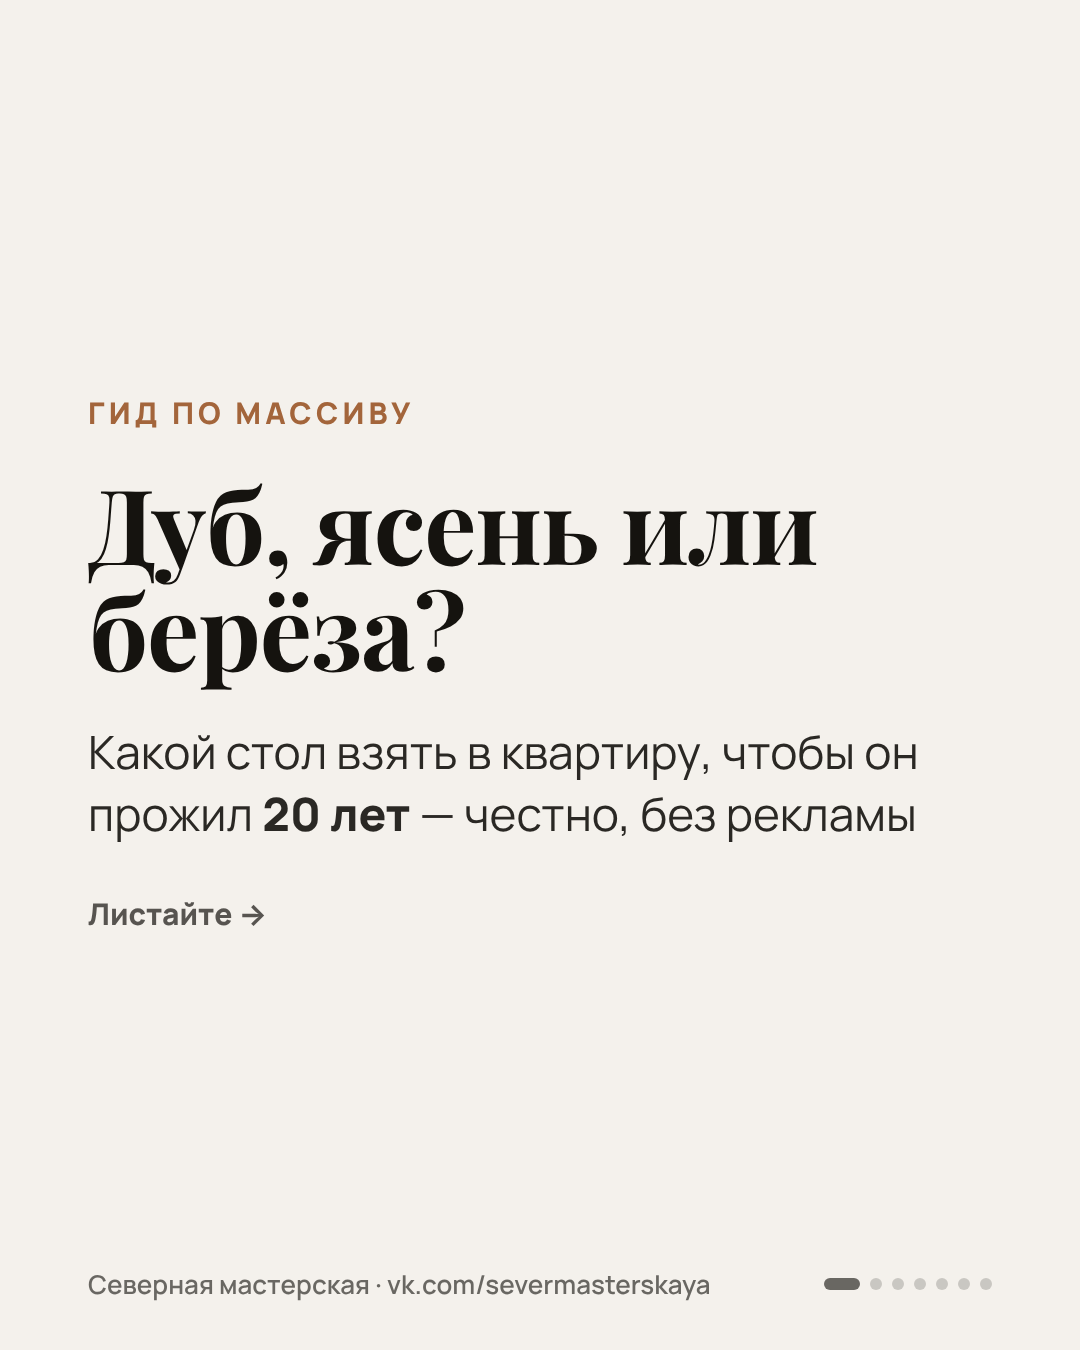 ГИД ПО МАССИВУ
Дуб, ясень или
берёза?
Какой стол взять в квартиру, чтобы он
прожил 20 лет — честно, без рекламы
Листайте →
Северная мастерская · vk.com/severmasterskaya